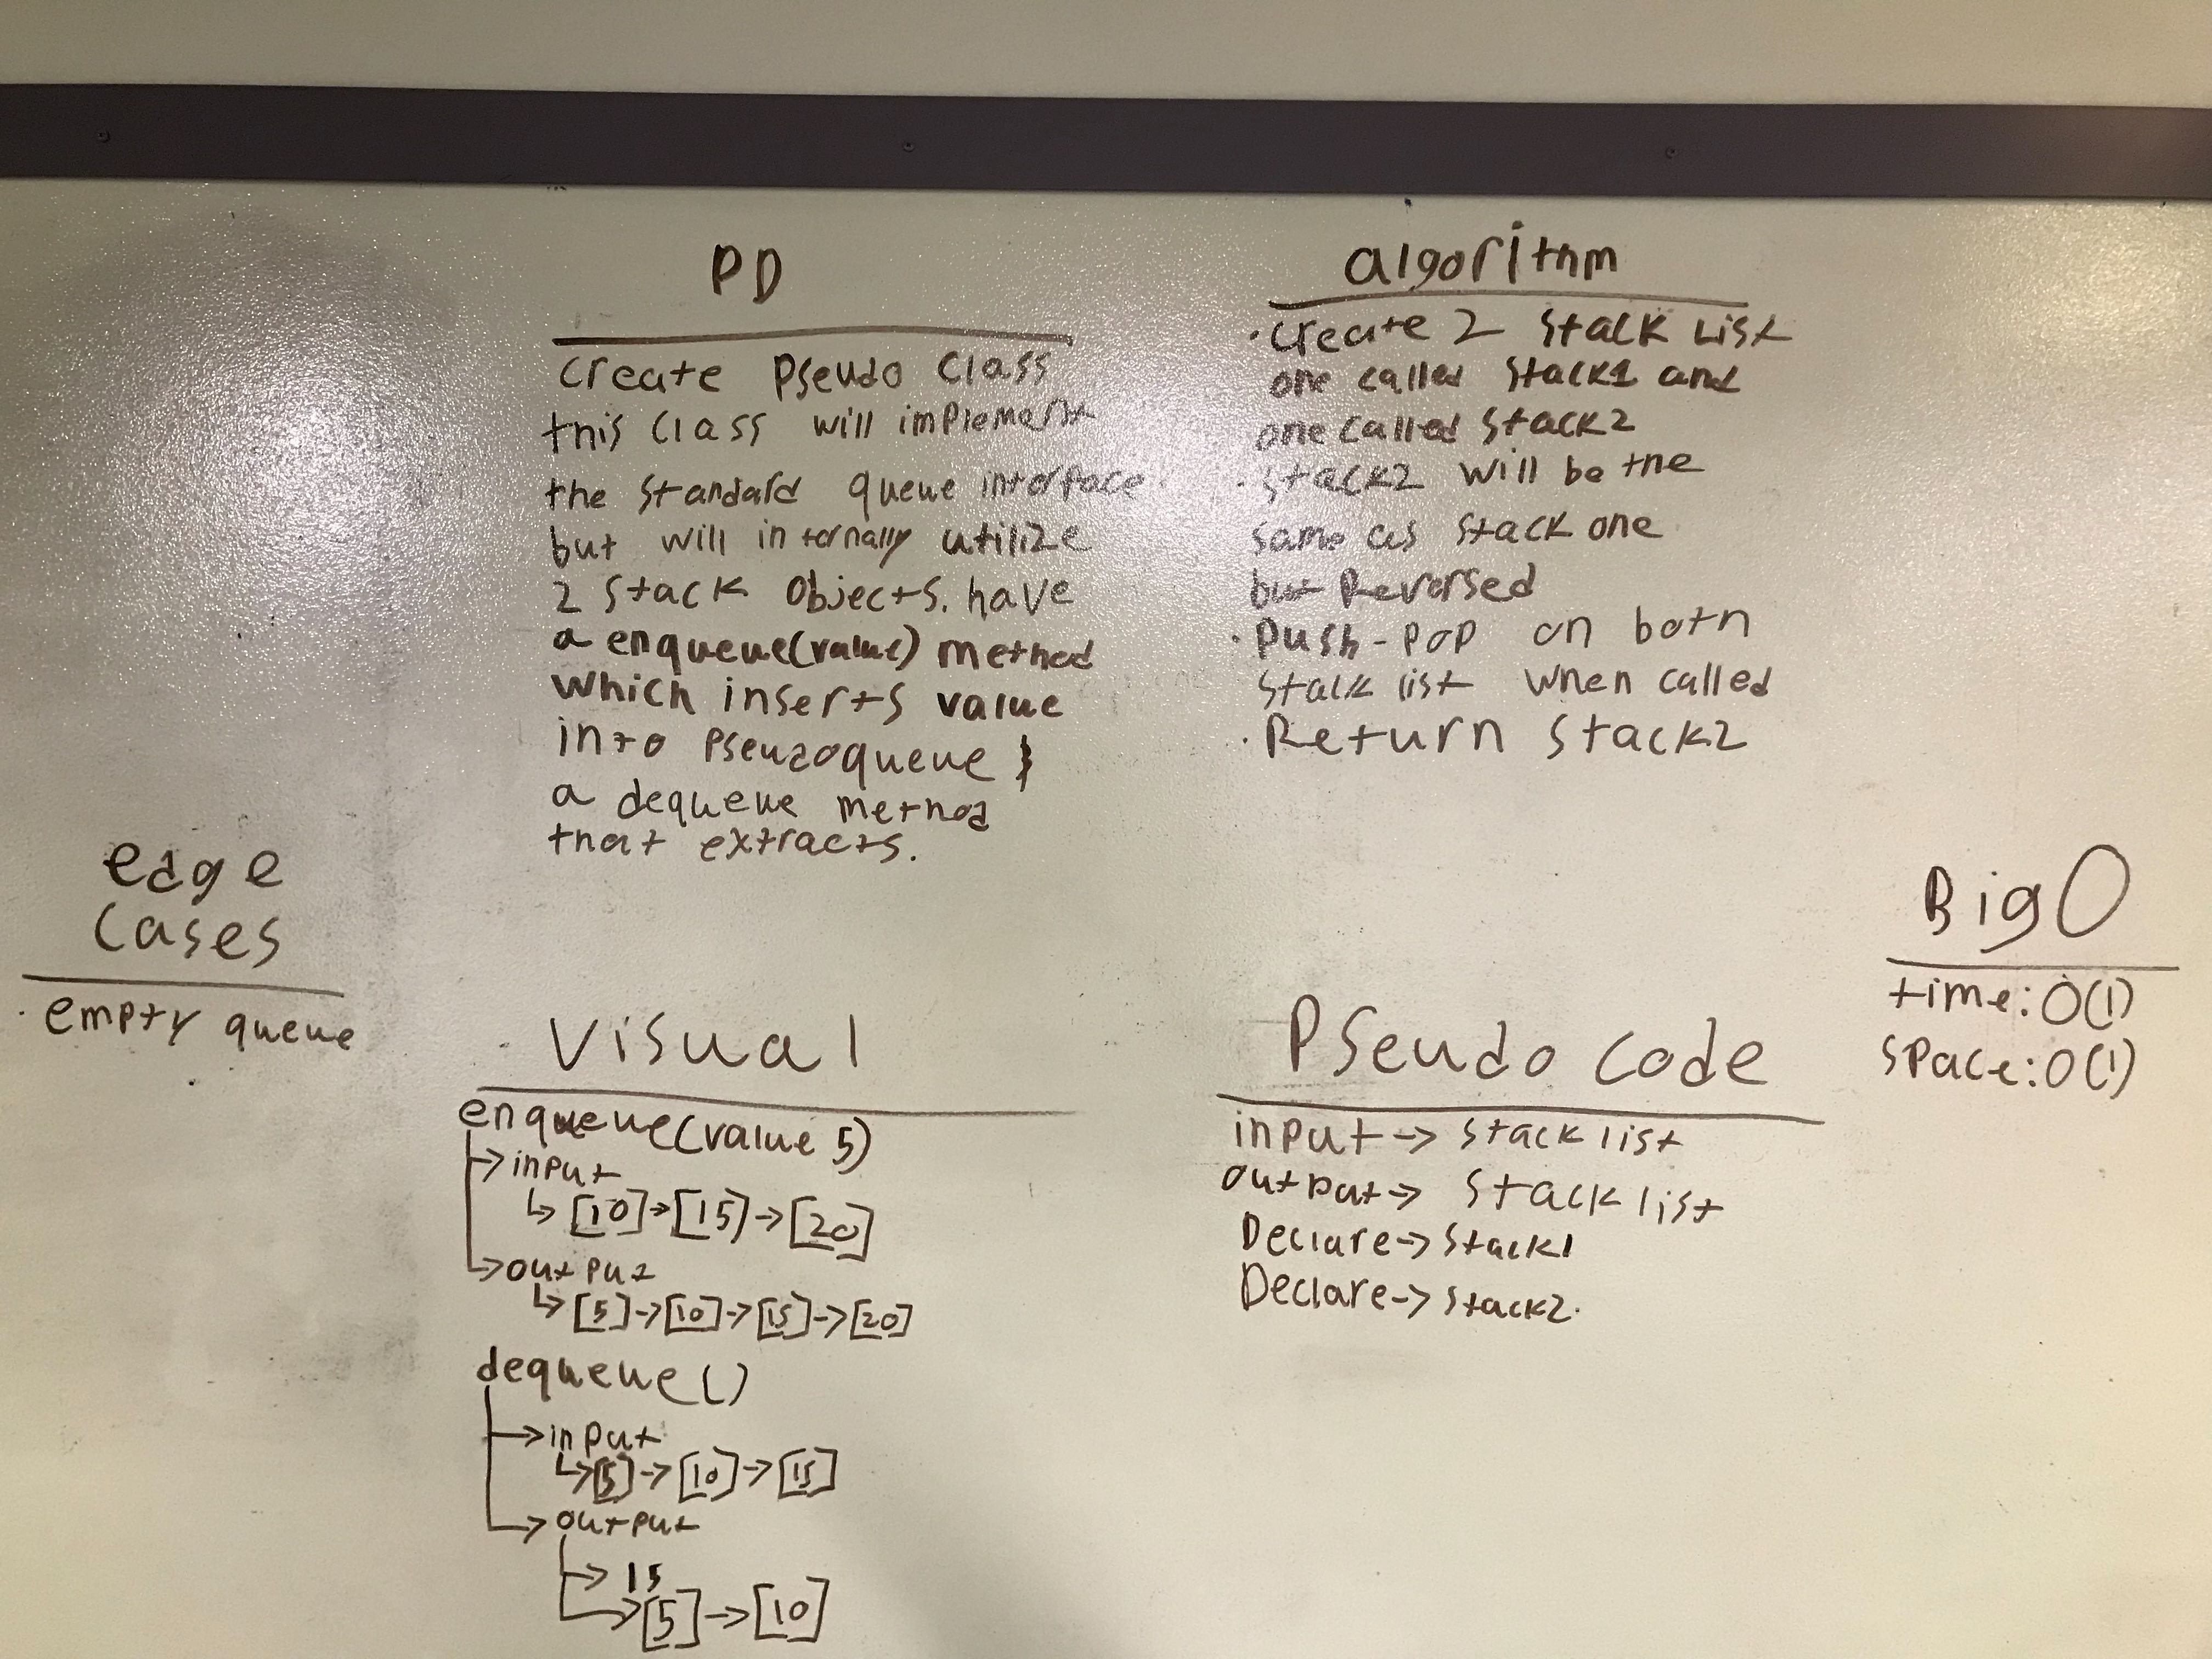 PD
create pseudo class
this class will implement
the standard queue interface
but will internally utilize
2 stack objects. have
a enqueue(value) method
which inserts value
into pseudoqueue &
a dequeue method
that extracts.
algorithm
· create 2 stack list
one called stack1 and
one called stack2
· stack2 will be the
same as stack one
but Reversed
· push-pop on both
stalk list when called
· Return stack2
edge
cases
· empty queue
Big O
time: O(1)
space: O(1)
visual
enqueue(value 5)
→ input
↳ [10] → [15] → [20]
→ output
↳ [5] → [10] → [15] → [20]
dequeue()
→ input
↳ [5] → [10] → [15]
→ output
→ 15
→ [5] → [10]
Pseudo code
input → stack list
output → stack list
Declare → stack1
Declare → stack2.